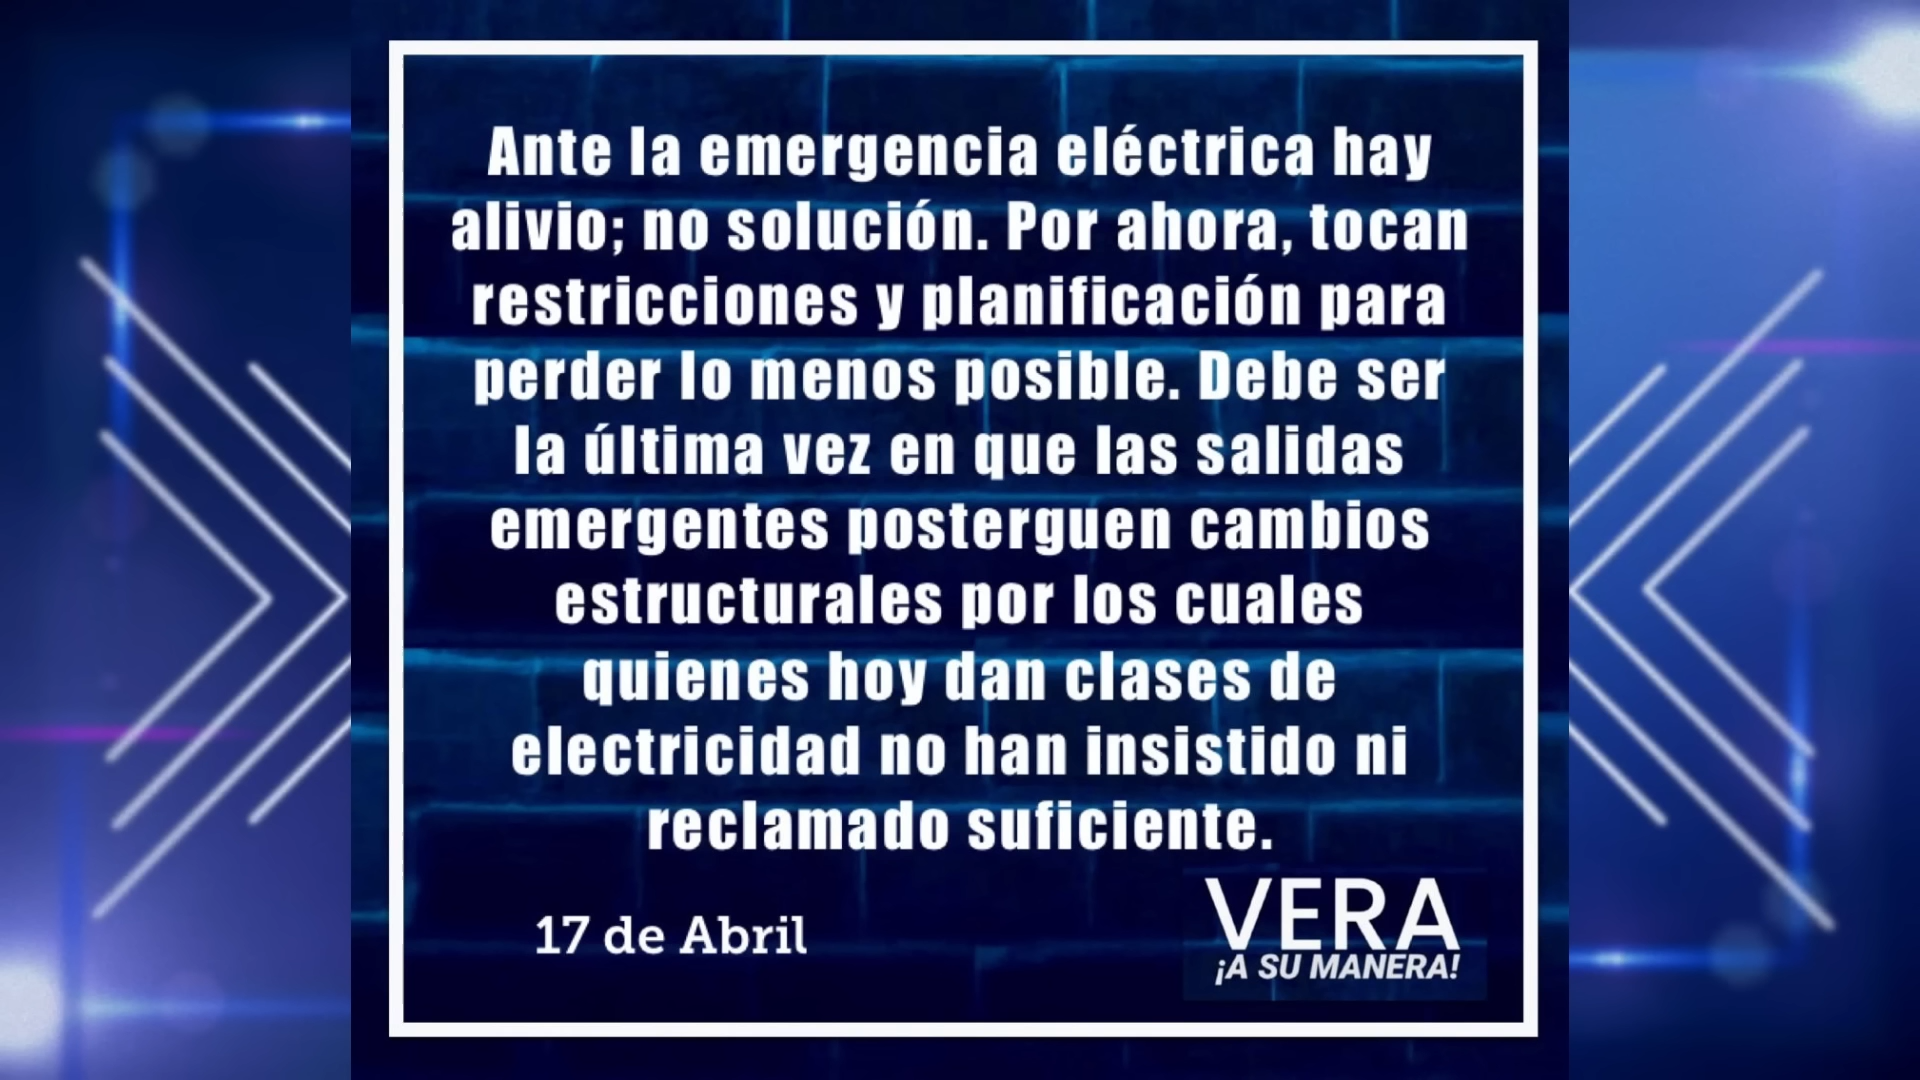 Ante la emergencia eléctrica hay
alivio; no solución. Por ahora, tocan
restricciones y planificación para
perder lo menos posible. Debe ser
la última vez en que las salidas
emergentes posterguen cambios
estructurales por los cuales
quienes hoy dan clases de
electricidad no han insistido ni
reclamado suficiente.
17 de Abril
VERA
¡A SU MANERA!